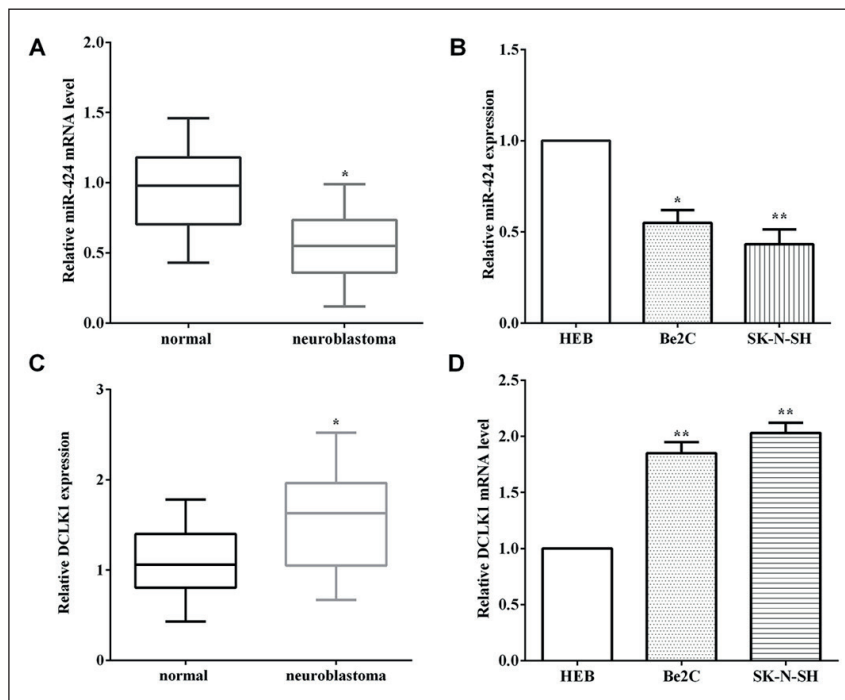 A
Relative miR-424 mRNA level
2.0
1.5
1.0
0.5
0.0
*
normal neuroblastoma
B
Relative miR-424 expression
1.5
1.0
0.5
0.0
*
**
HEB Be2C SK-N-SH
C
Relative DCLK1 expression
3
2
1
0
*
normal neuroblastoma
D
Relative DCLK1 mRNA level
2.5
2.0
1.5
1.0
0.5
0.0
**
**
HEB Be2C SK-N-SH